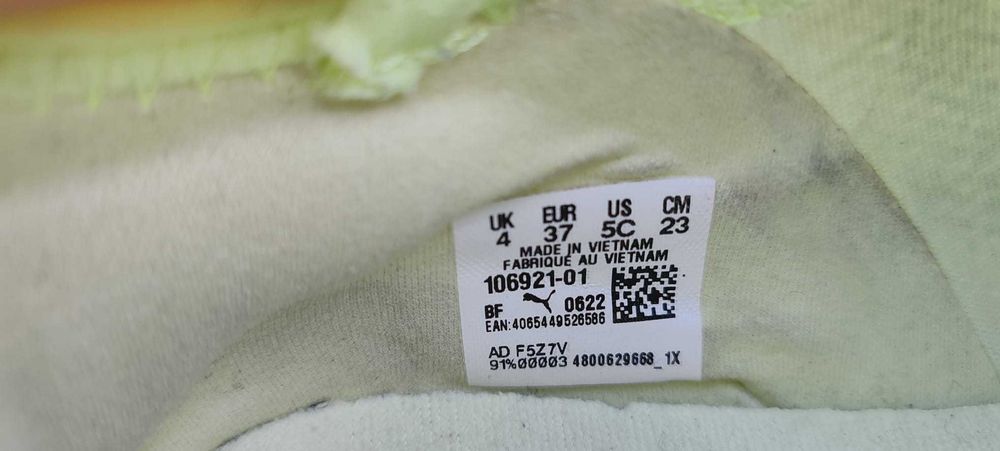 UK EUR US CM
4 37 5C 23
MADE IN VIETNAM
FABRIQUÉ AU VIETNAM
106921-01
BF 0622
EAN:4065449526586
AD F5Z7V
91%00003 4800629668_1X